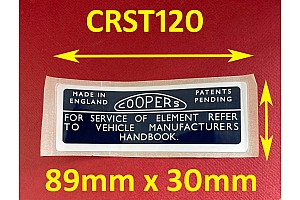 CRST120
MADE IN ENGLAND
COOPERS
PATENTS PENDING
FOR SERVICE OF ELEMENT REFER
TO VEHICLE MANUFACTURERS
HANDBOOK.
89mm x 30mm